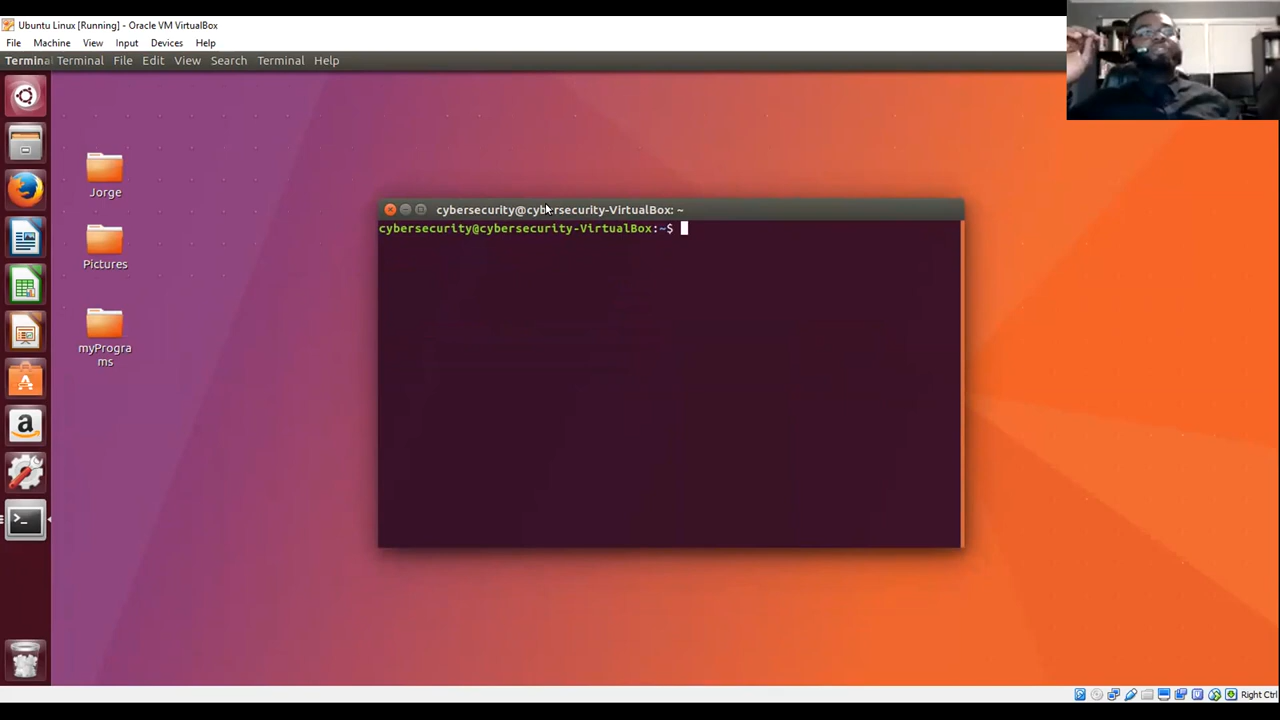 Ubuntu Linux [Running] - Oracle VM VirtualBox
File Machine View Input Devices Help
Termina Terminal File Edit View Search Terminal Help
Jorge
Pictures
myProgra
ms
cybersecurity@cybersecurity-VirtualBox: ~
cybersecurity@cybersecurity-VirtualBox:~$
Right Ctrl